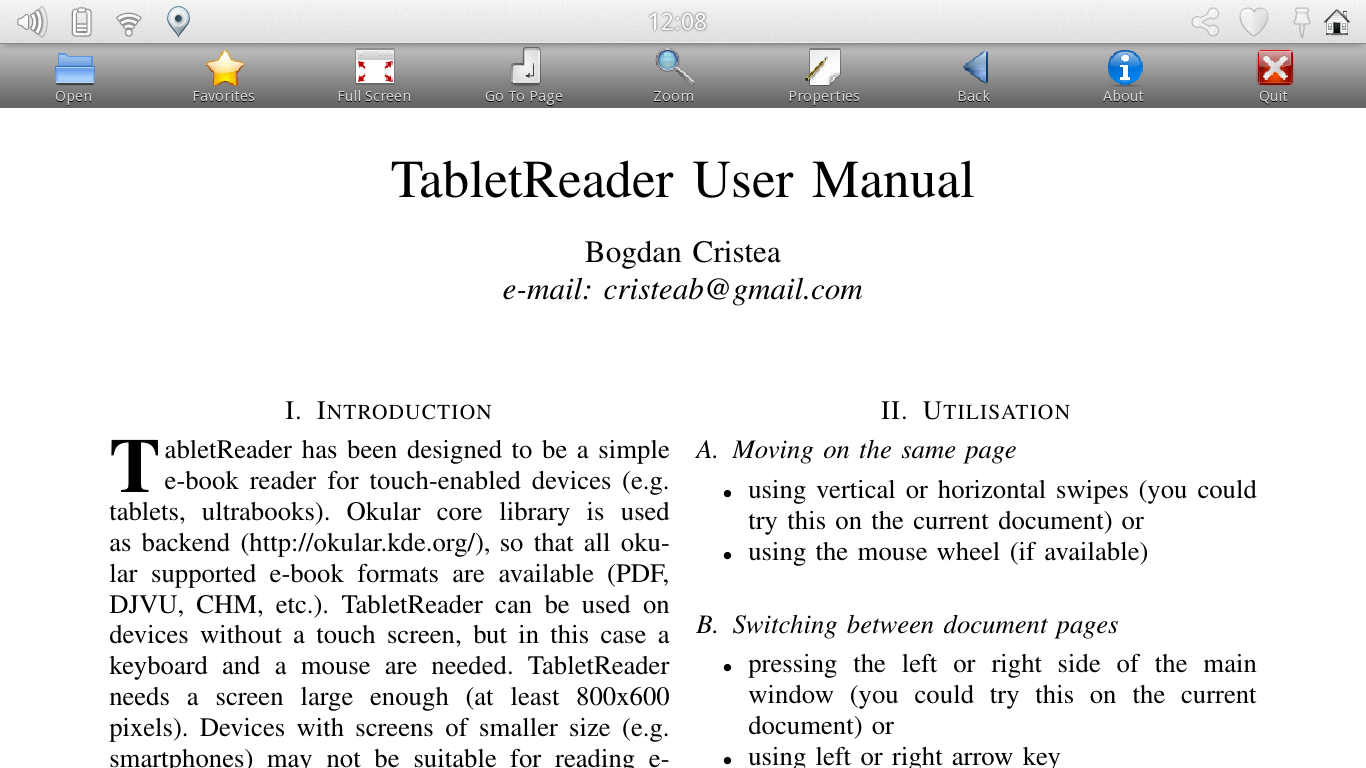 12:08
Open Favorites Full Screen Go To Page Zoom Properties Back About Quit
TabletReader User Manual
Bogdan Cristea
e-mail: cristeab@gmail.com
I. INTRODUCTION
TabletReader has been designed to be a simple
e-book reader for touch-enabled devices (e.g.
tablets, ultrabooks). Okular core library is used
as backend (http://okular.kde.org/), so that all oku-
lar supported e-book formats are available (PDF,
DJVU, CHM, etc.). TabletReader can be used on
devices without a touch screen, but in this case a
keyboard and a mouse are needed. TabletReader
needs a screen large enough (at least 800x600
pixels). Devices with screens of smaller size (e.g.
smartphones) may not be suitable for reading e-
II. UTILISATION
A. Moving on the same page
• using vertical or horizontal swipes (you could
try this on the current document) or
• using the mouse wheel (if available)
B. Switching between document pages
• pressing the left or right side of the main
window (you could try this on the current
document) or
• using left or right arrow key